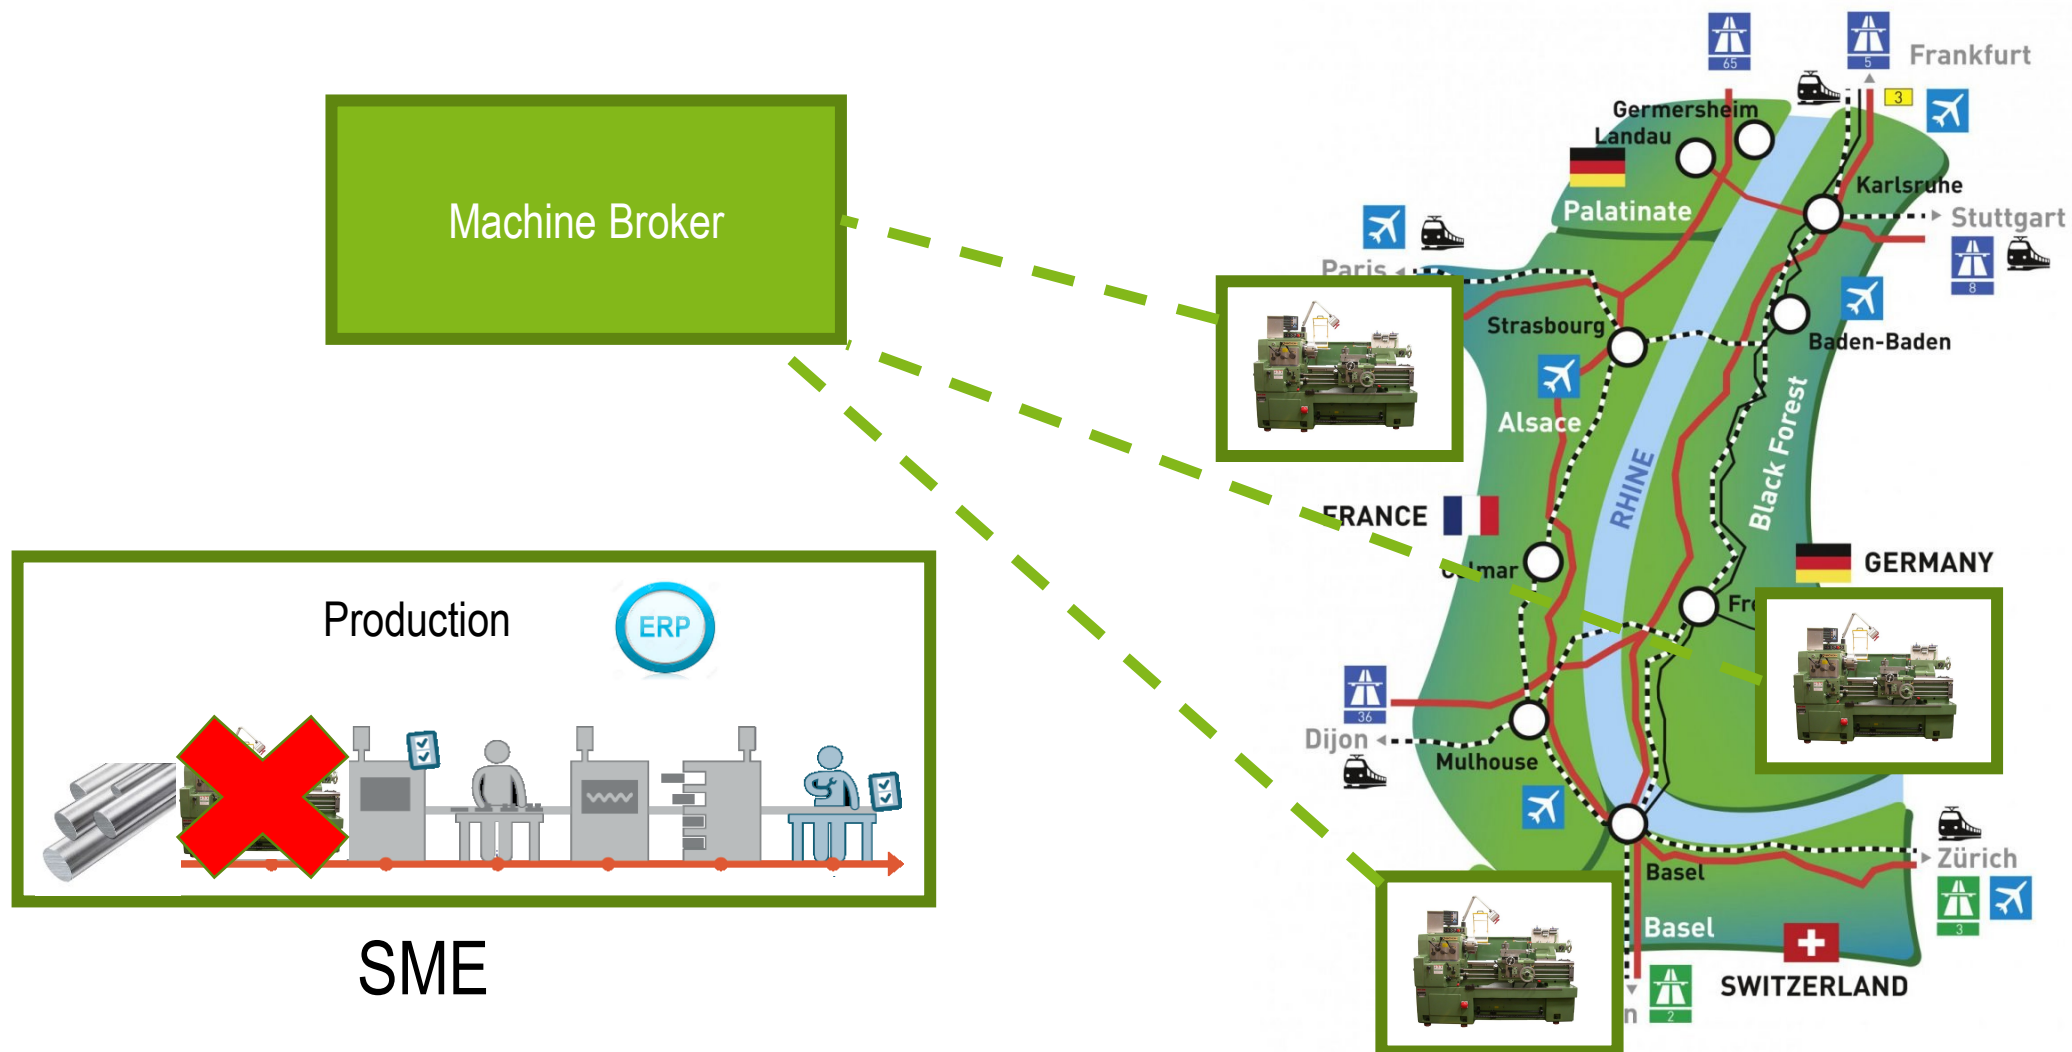 Machine Broker
Production
ERP
SME
65
5
Frankfurt
3
Germersheim
Landau
Karlsruhe
Palatinate
Stuttgart
8
Paris
Strasbourg
Baden-Baden
Alsace
Black Forest
RHINE
FRANCE
GERMANY
Colmar
36
Dijon
Mulhouse
Zürich
Basel
3
Basel
SWITZERLAND
2